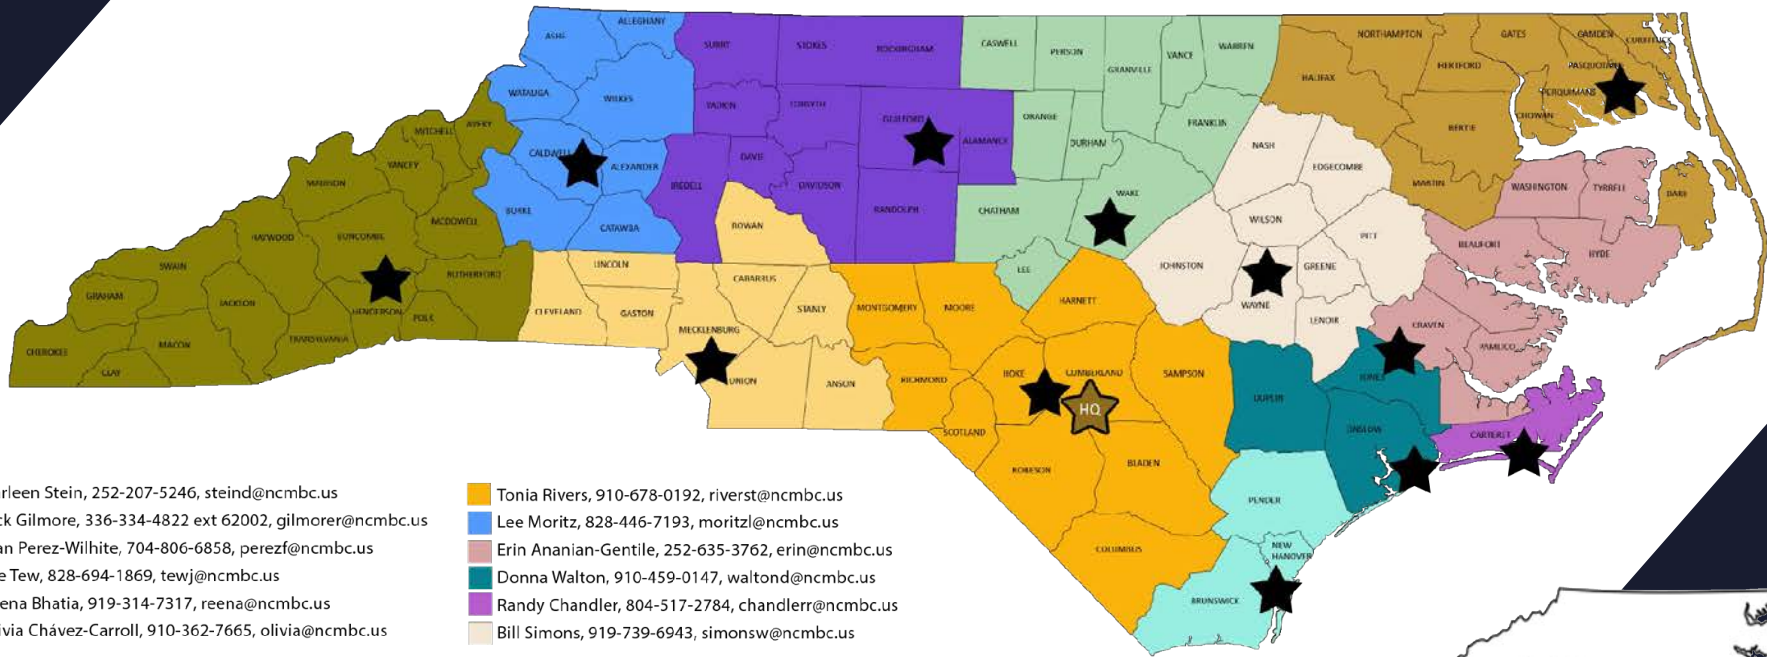 ALLEGHANY
ASHE
SURRY
STOKES
ROCKINGHAM
CASWELL
PERSON
GRANVILLE
VANCE
WARREN
NORTHAMPTON
GATES
CAMDEN
CURRITUCK
HERTFORD
PASQUOTANK
HALIFAX
PERQUIMANS
CHOWAN
BERTIE
WATAUGA
WILKES
YADKIN
FORSYTH
GUILFORD
ALAMANCE
ORANGE
DURHAM
FRANKLIN
NASH
EDGECOMBE
MARTIN
WASHINGTON
TYRRELL
DARE
MITCHELL
AVERY
YANCEY
CALDWELL
ALEXANDER
IREDELL
DAVIE
DAVIDSON
RANDOLPH
CHATHAM
WAKE
WILSON
PITT
BEAUFORT
HYDE
MADISON
BURKE
CATAWBA
ROWAN
MCDOWELL
HAYWOOD
BUNCOMBE
SWAIN
RUTHERFORD
LINCOLN
CABARRUS
STANLY
LEE
JOHNSTON
GREENE
WAYNE
LENOIR
GRAHAM
JACKTON
HENDERSON
POLK
CLEVELAND
GASTON
MECKLENBURG
MONTGOMERY
MOORE
HARNETT
CRAVEN
PAMLICO
CHEROKEE
MACON
TRANSYLVANIA
CLAY
UNION
ANSON
RICHMOND
HOKE
CUMBERLAND
SAMPSON
JONES
DUPLIN
HQ
SCOTLAND
ONSLOW
CARTERET
ROBESON
BLADEN
PENDER
COLUMBUS
NEW
HANOVER
BRUNSWICK
rleen Stein, 252-207-5246, steind@ncmbc.us
ck Gilmore, 336-334-4822 ext 62002, gilmorer@ncmbc.us
an Perez-Wilhite, 704-806-6858, perezf@ncmbc.us
e Tew, 828-694-1869, tewj@ncmbc.us
ena Bhatia, 919-314-7317, reena@ncmbc.us
ivia Chávez-Carroll, 910-362-7665, olivia@ncmbc.us
Tonia Rivers, 910-678-0192, riverst@ncmbc.us
Lee Moritz, 828-446-7193, moritzl@ncmbc.us
Erin Ananian-Gentile, 252-635-3762, erin@ncmbc.us
Donna Walton, 910-459-0147, waltond@ncmbc.us
Randy Chandler, 804-517-2784, chandlerr@ncmbc.us
Bill Simons, 919-739-6943, simonsw@ncmbc.us